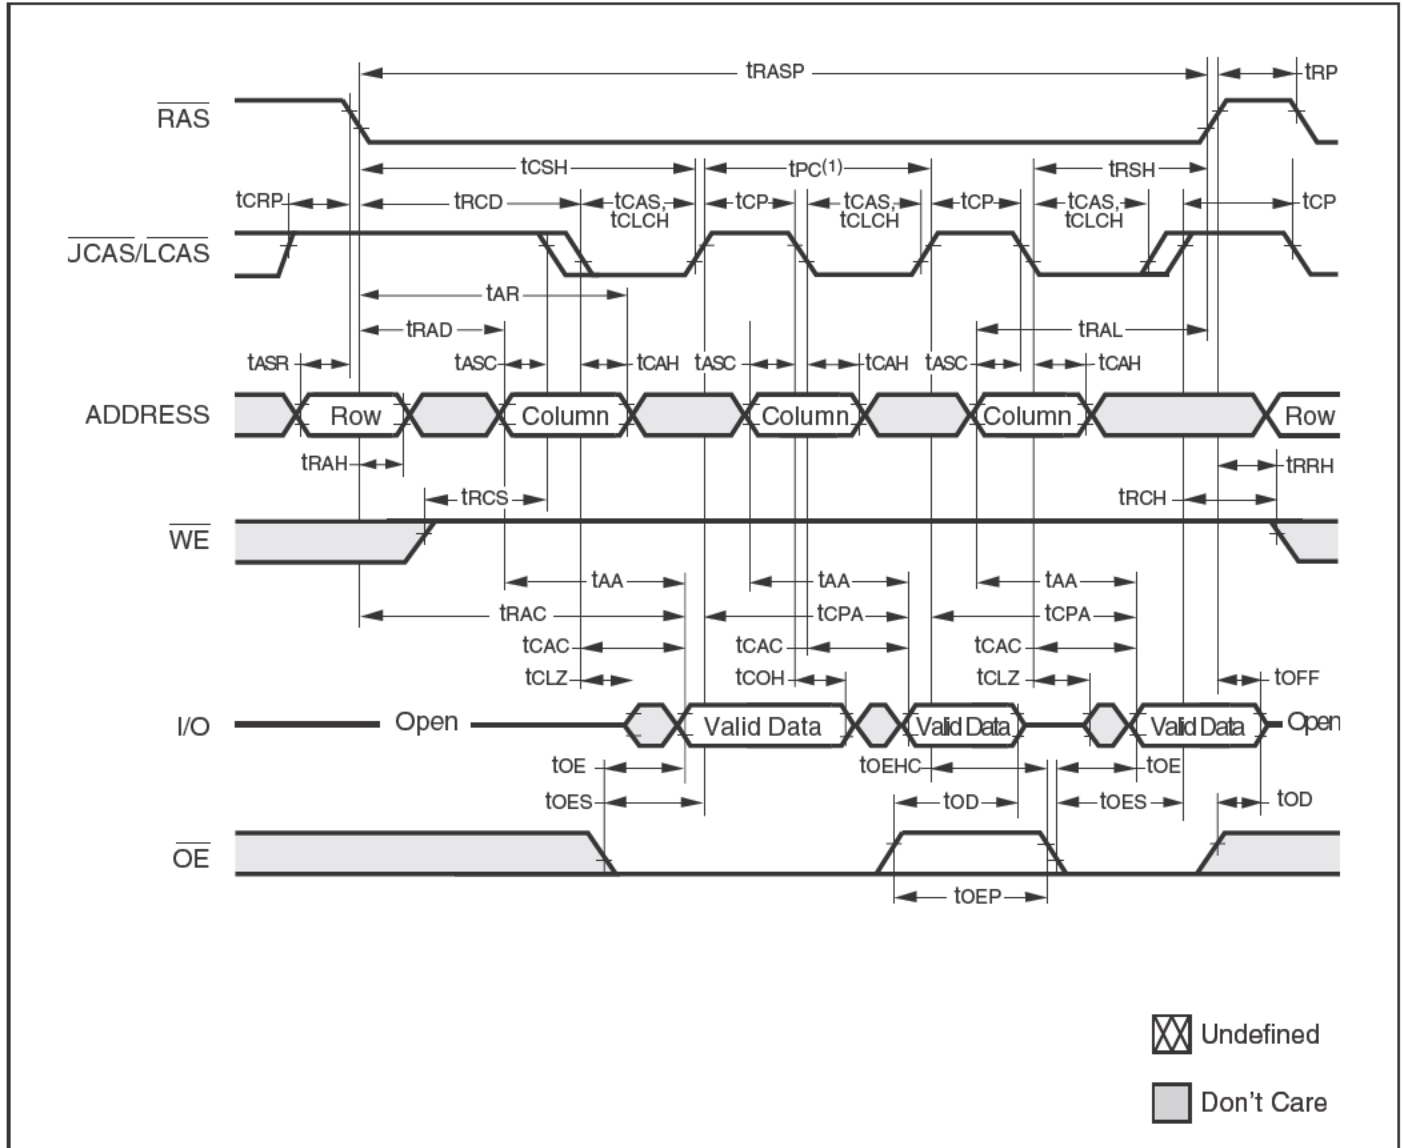 tRASP tRP
RAS
tCSH tPC(1) tRSH
tCRP tRCD tCAS, tCP tCAS, tCP tCAS, tCP
tCLCH tCLCH tCLCH
JCAS/LCAS
tAR
tRAD tRAL
tASR tASC tCAH tASC tCAH tASC tCAH
ADDRESS Row Column Column Column Row
tRAH tRRH
tRCS tRCH
WE
tAA tAA tAA
tRAC tCPA tCPA
tCAC tCAC tCAC
tCLZ tCOH tCLZ tOFF
I/O Open Valid Data Valid Data Valid Data Open
tOE tOEHC tOE
tOES tOD tOES tOD
OE
tOEP
Undefined
Don't Care